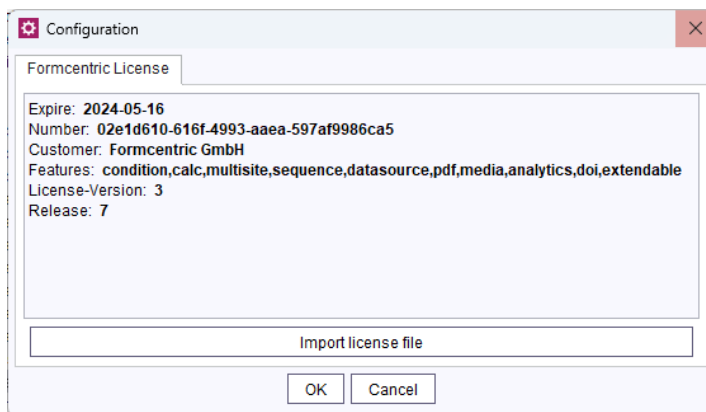 Configuration
Formcentric License
Expire: 2024-05-16
Number: 02e1d610-616f-4993-aaea-597af9986ca5
Customer: Formcentric GmbH
Features: condition,calc,multisite,sequence,datasource,pdf,media,analytics,doi,extendable
License-Version: 3
Release: 7
Import license file
OK Cancel